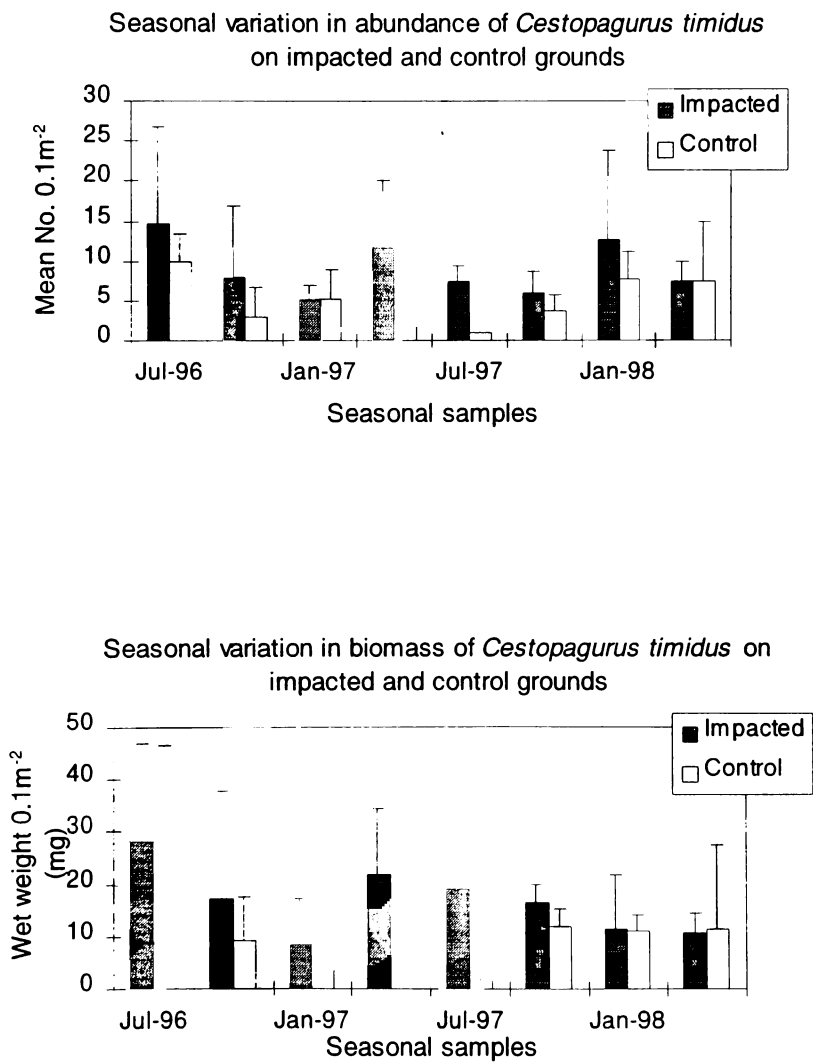 Seasonal variation in abundance of Cestopagurus timidus
on impacted and control grounds
Impacted
Control
Mean No. 0.1m-2
30
25
20
15
10
5
0
Jul-96 Jan-97 Jul-97 Jan-98
Seasonal samples
Seasonal variation in biomass of Cestopagurus timidus on
impacted and control grounds
Impacted
Control
Wet weight 0.1m-2
(mg)
50
40
30
20
10
0
Jul-96 Jan-97 Jul-97 Jan-98
Seasonal samples